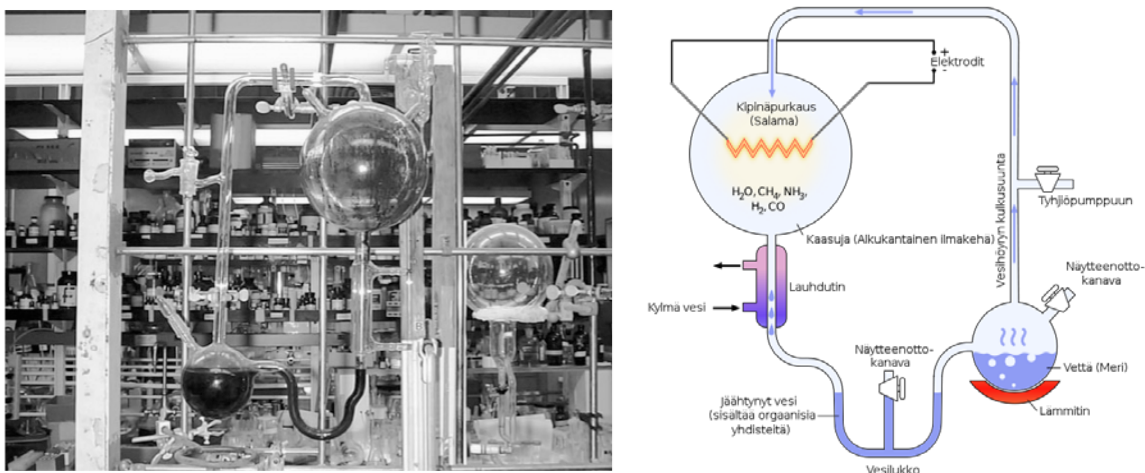 +
Elektrodit
-
Kipinäpurkaus
(Salama)
H₂O, CH₄, NH₃,
H₂, CO
Kaasuja (Alkukantainen ilmakehä)
Vesihöyryn kulkusuunta
Tyhjiöpumppuun
Näytteenotto-
kanava
Lauhdutin
Kylmä vesi
Näytteenotto-
kanava
Vettä (Meri)
Lämmitin
Jäähtynyt vesi
(sisältää orgaanisia
yhdisteitä)
Vesilukko